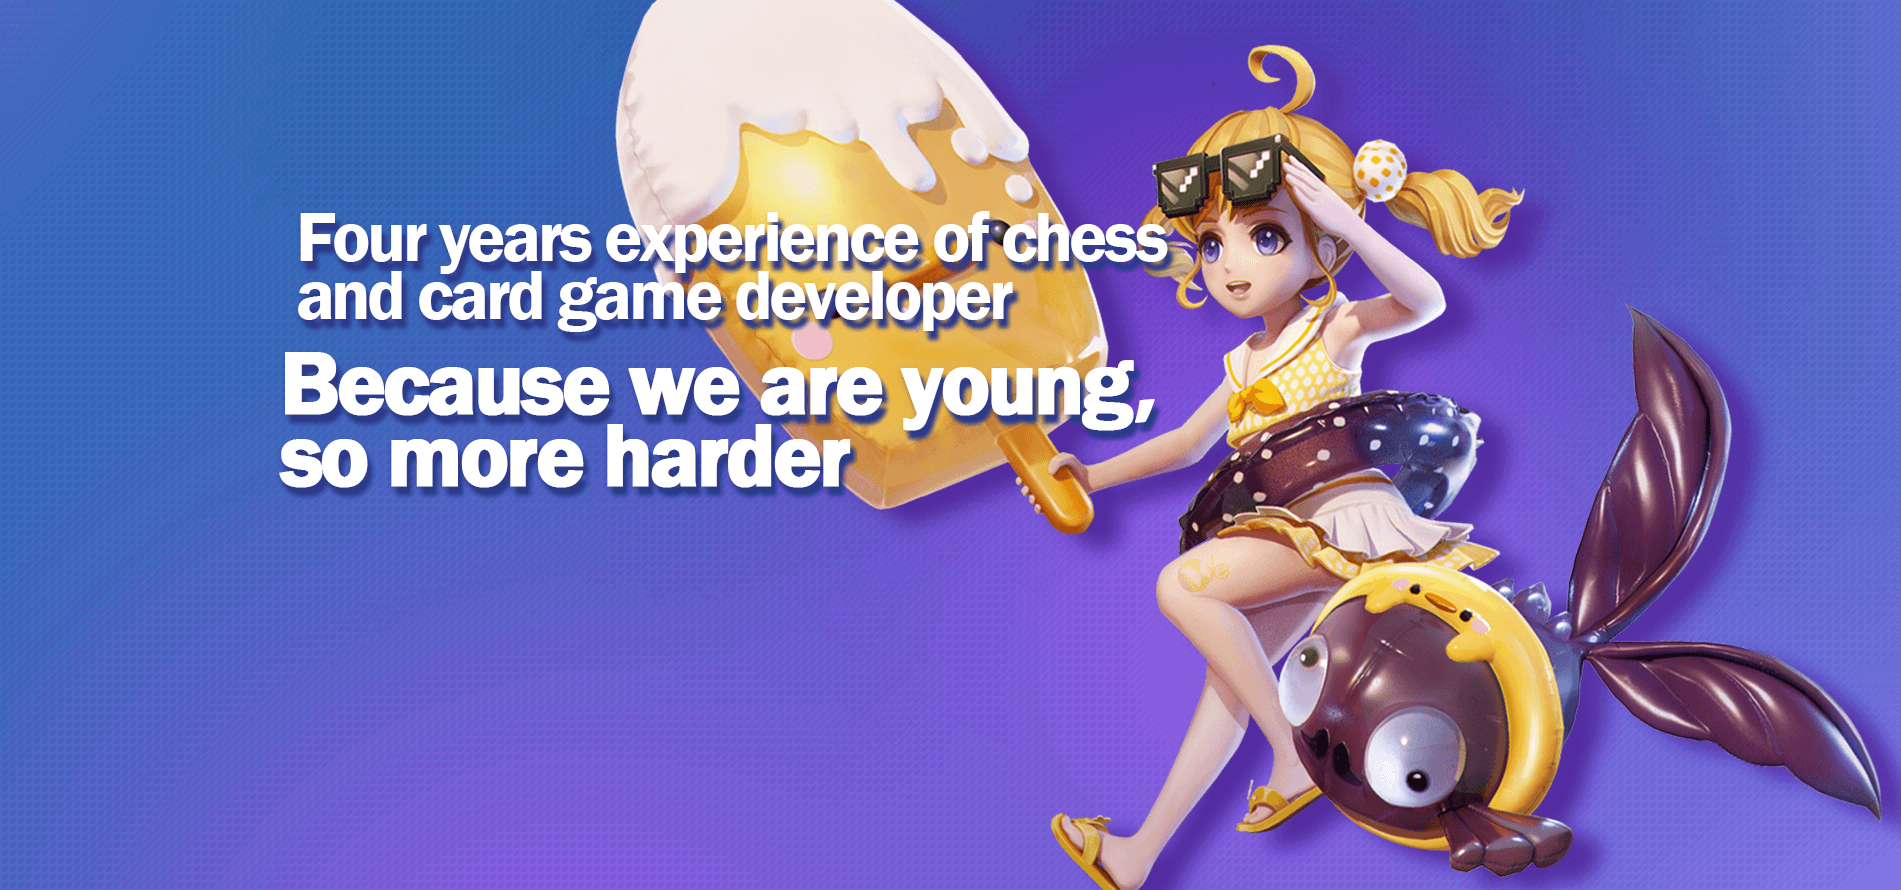 Four years experience of chess
and card game developer
Because we are young,
so more harder